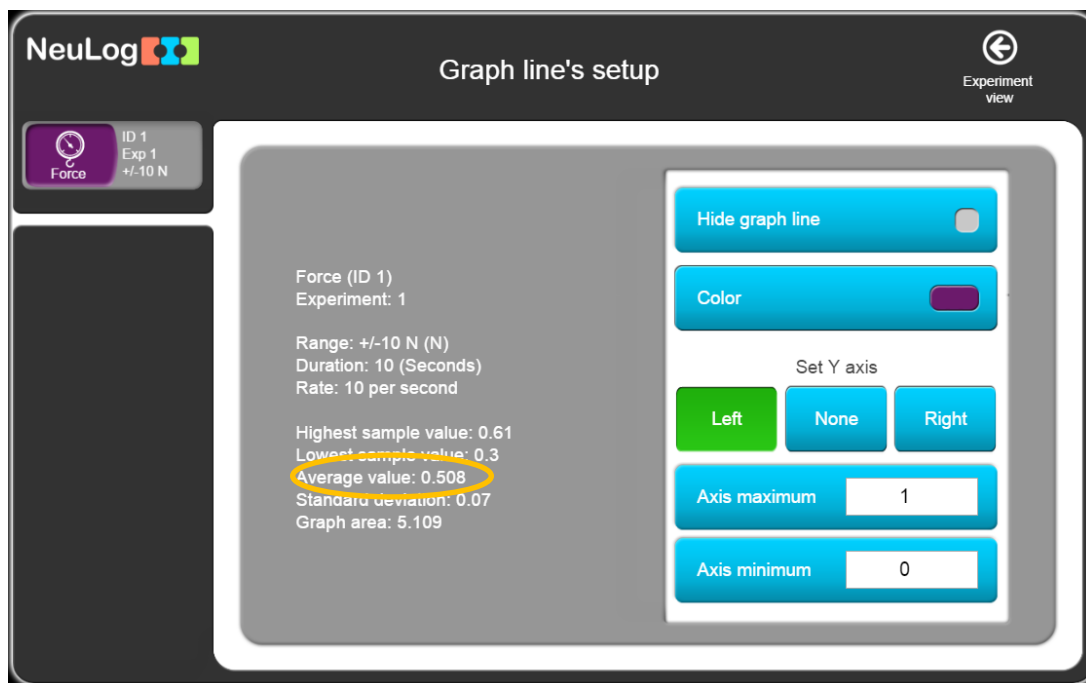 NeuLog
Graph line's setup
Experiment
view
Force
ID 1
Exp 1
+/-10 N
Force (ID 1)
Experiment: 1
Range: +/-10 N (N)
Duration: 10 (Seconds)
Rate: 10 per second
Highest sample value: 0.61
Lowest sample value: 0.3
Average value: 0.508
Standard deviation: 0.07
Graph area: 5.109
Hide graph line
Color
Set Y axis
Left
None
Right
Axis maximum
1
Axis minimum
0